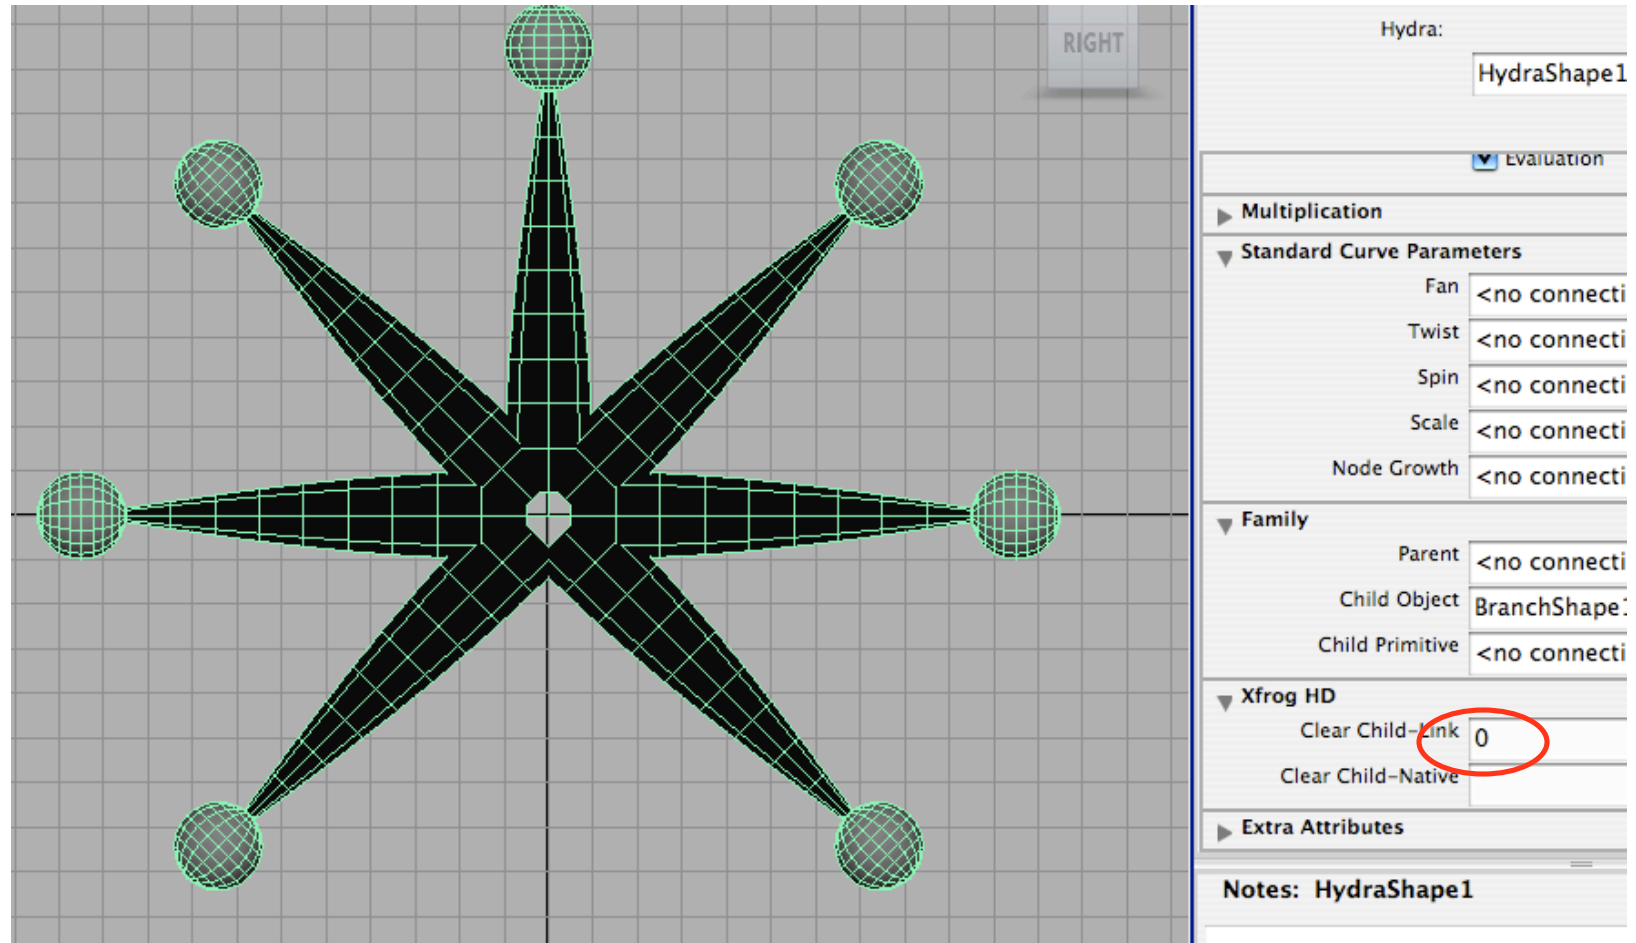 RIGHT
Hydra:
HydraShape1
Evaluation
Multiplication
Standard Curve Parameters
Fan <no connecti
Twist <no connecti
Spin <no connecti
Scale <no connecti
Node Growth <no connecti
Family
Parent <no connecti
Child Object BranchShape1
Child Primitive <no connecti
Xfrog HD
Clear Child-Link 0
Clear Child-Native
Extra Attributes
Notes: HydraShape1